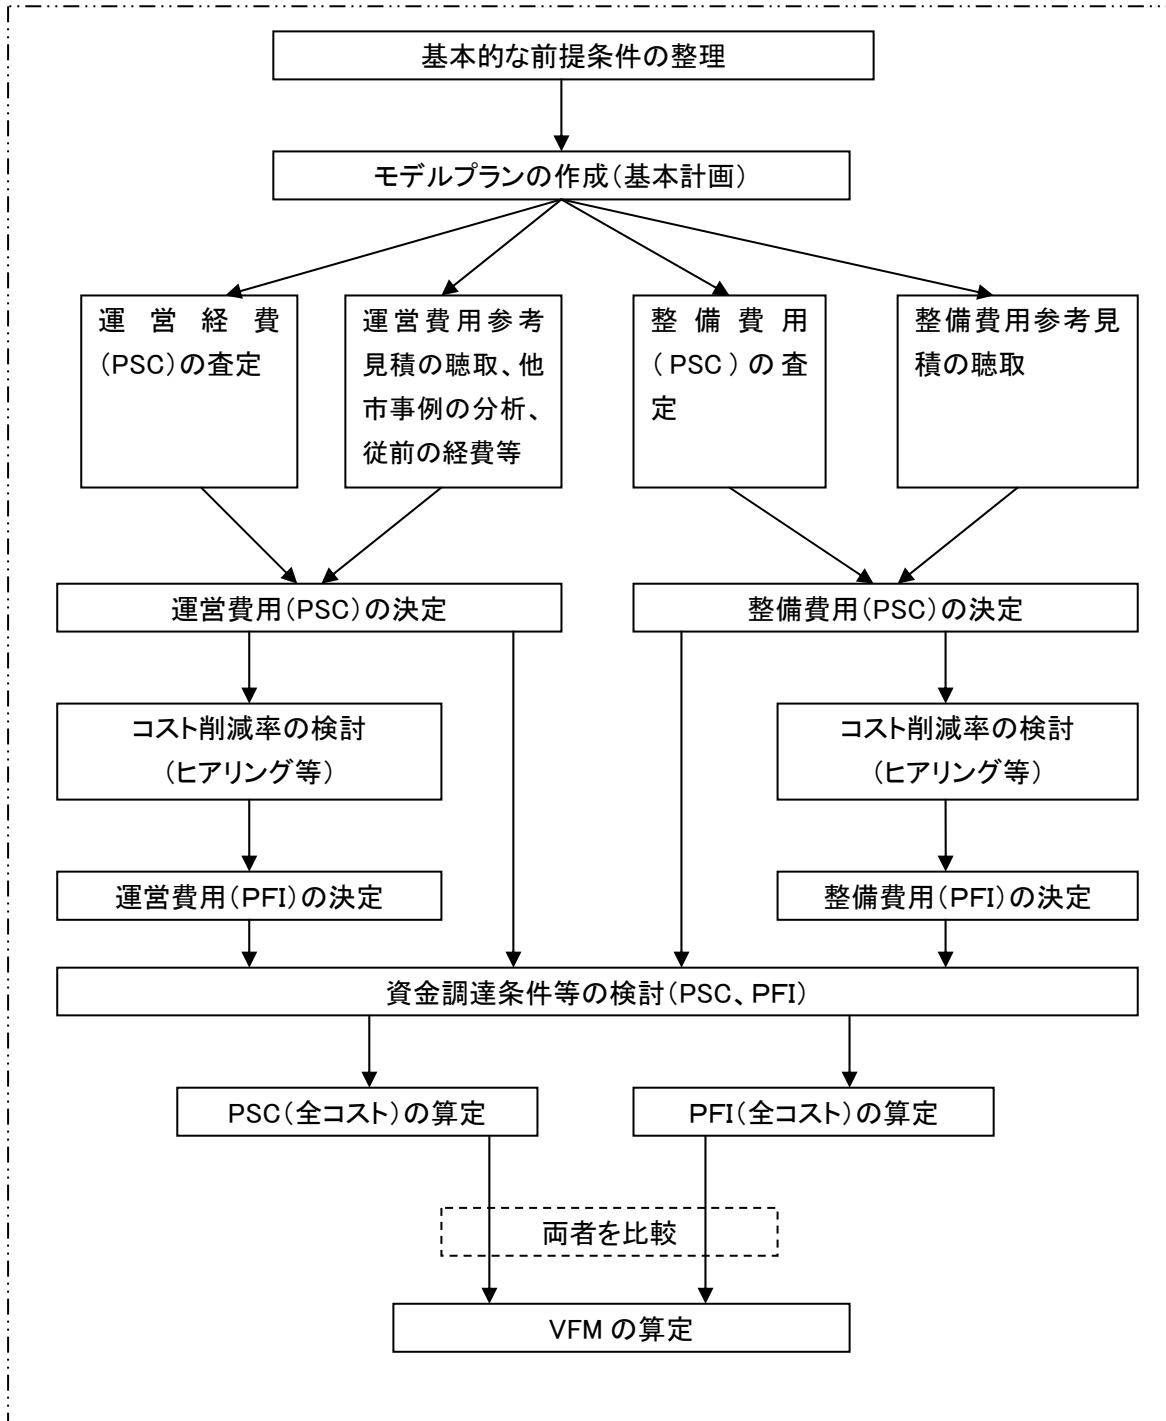 基本的な前提条件の整理
モデルプランの作成（基本計画）
運営経費
（PSC）の査定
運営費用参考
見積の聴取、他
市事例の分析、
従前の経費等
整備費用
（PSC）の査
定
整備費用参考見
積の聴取
運営費用（PSC）の決定
整備費用（PSC）の決定
コスト削減率の検討
（ヒアリング等）
コスト削減率の検討
（ヒアリング等）
運営費用（PFI）の決定
整備費用（PFI）の決定
資金調達条件等の検討（PSC、PFI）
PSC（全コスト）の算定
PFI（全コスト）の算定
両者を比較
VFM の算定